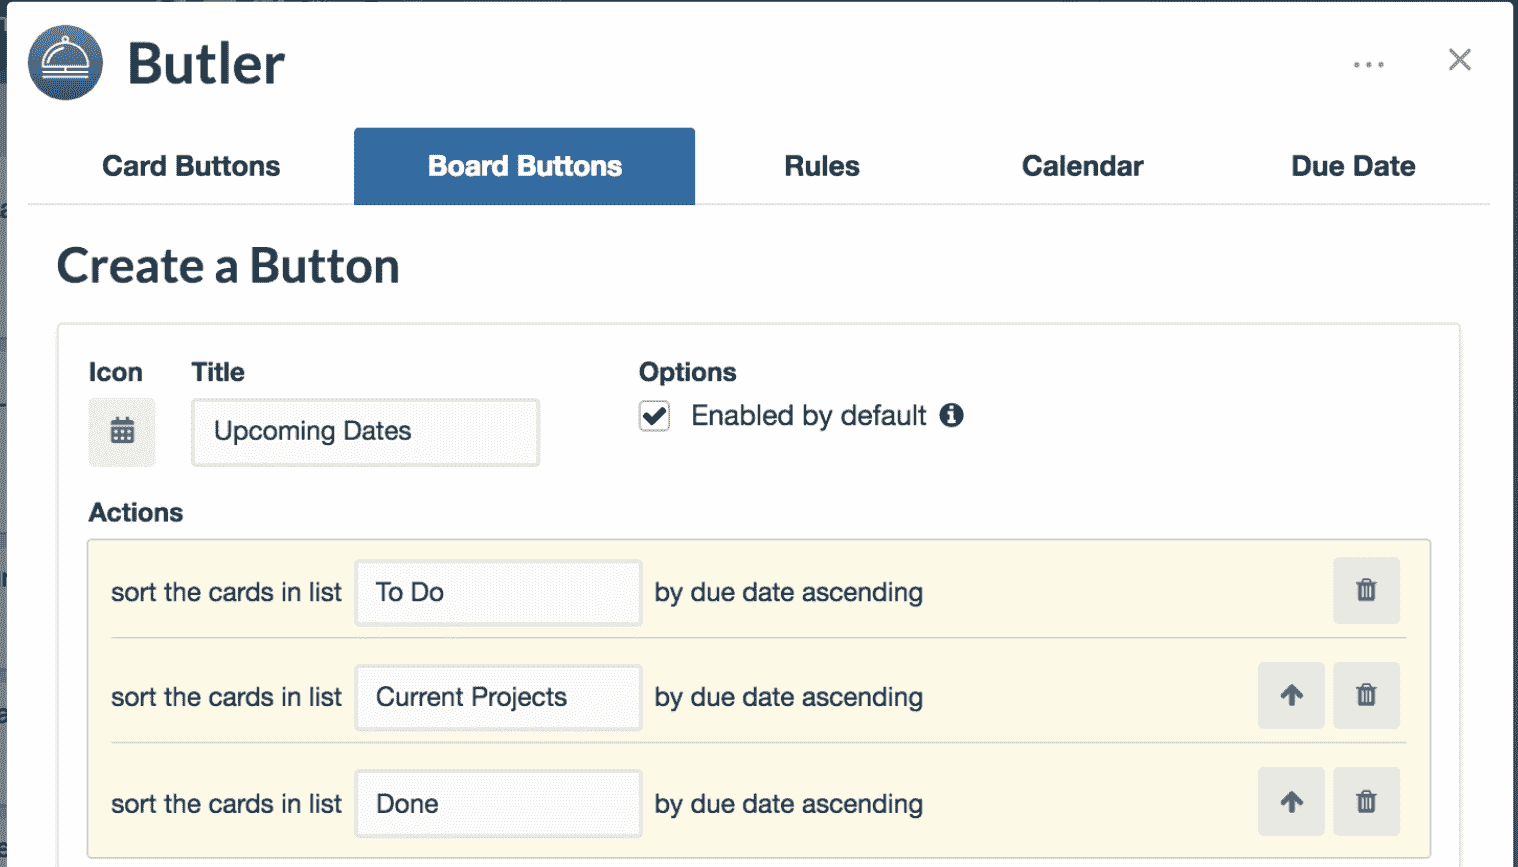 Butler
Card Buttons Board Buttons Rules Calendar Due Date
Create a Button
Icon Title Options
Upcoming Dates Enabled by default
Actions
sort the cards in list To Do by due date ascending
sort the cards in list Current Projects by due date ascending
sort the cards in list Done by due date ascending